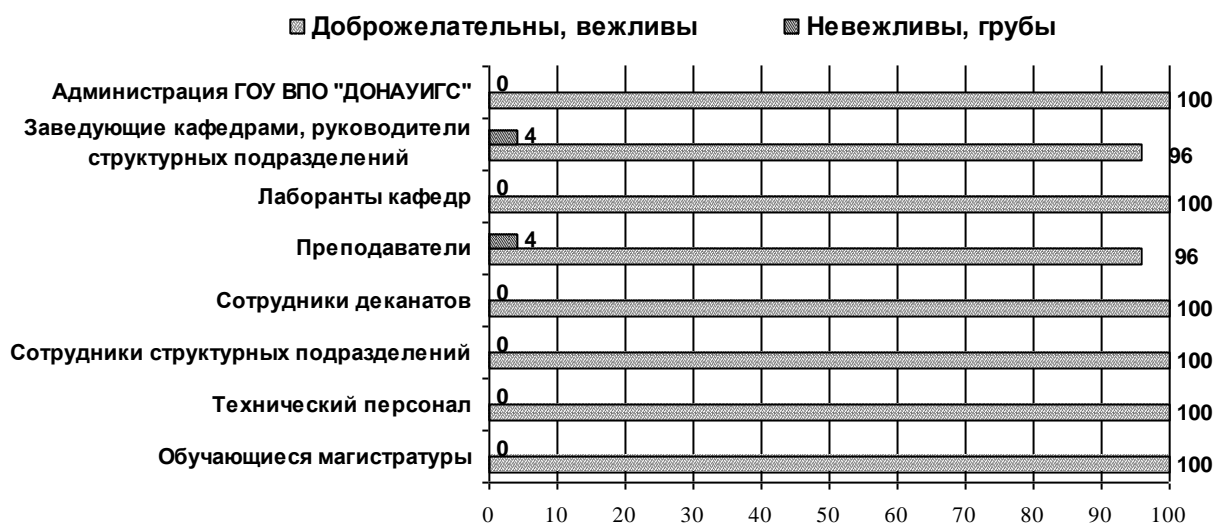 Доброжелательны, вежливы Невежливы, грубы
Администрация ГОУ ВПО "ДОНАУИГС" 0 100
Заведующие кафедрами, руководители
структурных подразделений 4 96
Лаборанты кафедр 0 100
Преподаватели 4 96
Сотрудники деканатов 0 100
Сотрудники структурных подразделений 0 100
Технический персонал 0 100
Обучающиеся магистратуры 0 100
0 10 20 30 40 50 60 70 80 90 100